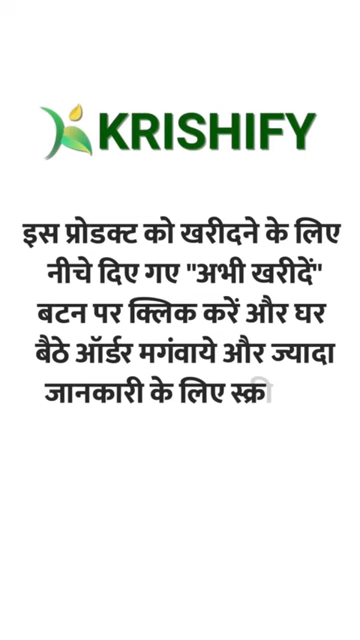 KRISHIFY
इस प्रोडक्ट को खरीदने के लिए
नीचे दिए गए "अभी खरीदें"
बटन पर क्लिक करें और घर
बैठे ऑर्डर मगंवाये और ज्यादा
जानकारी के लिए स्क्री